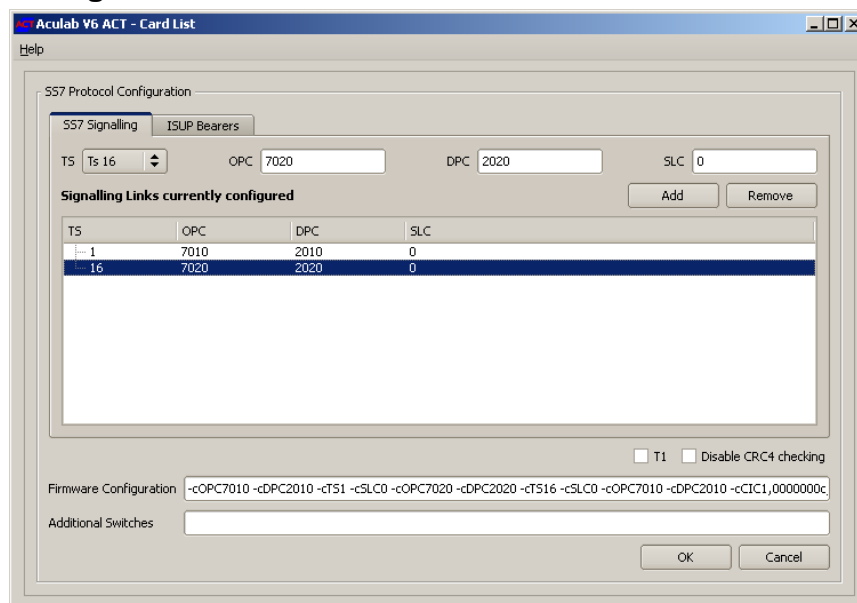 ACT Aculab V6 ACT - Card List
Help
SS7 Protocol Configuration
SS7 Signalling ISUP Bearers
TS Ts 16 OPC 7020 DPC 2020 SLC 0
Signalling Links currently configured Add Remove
TS OPC DPC SLC
1 7010 2010 0
16 7020 2020 0
T1 Disable CRC4 checking
Firmware Configuration -cOPC7010 -cDPC2010 -cTS1 -cSLC0 -cOPC7020 -cDPC2020 -cTS16 -cSLC0 -cOPC7010 -cDPC2010 -cCIC1,0000000c
Additional Switches
OK Cancel